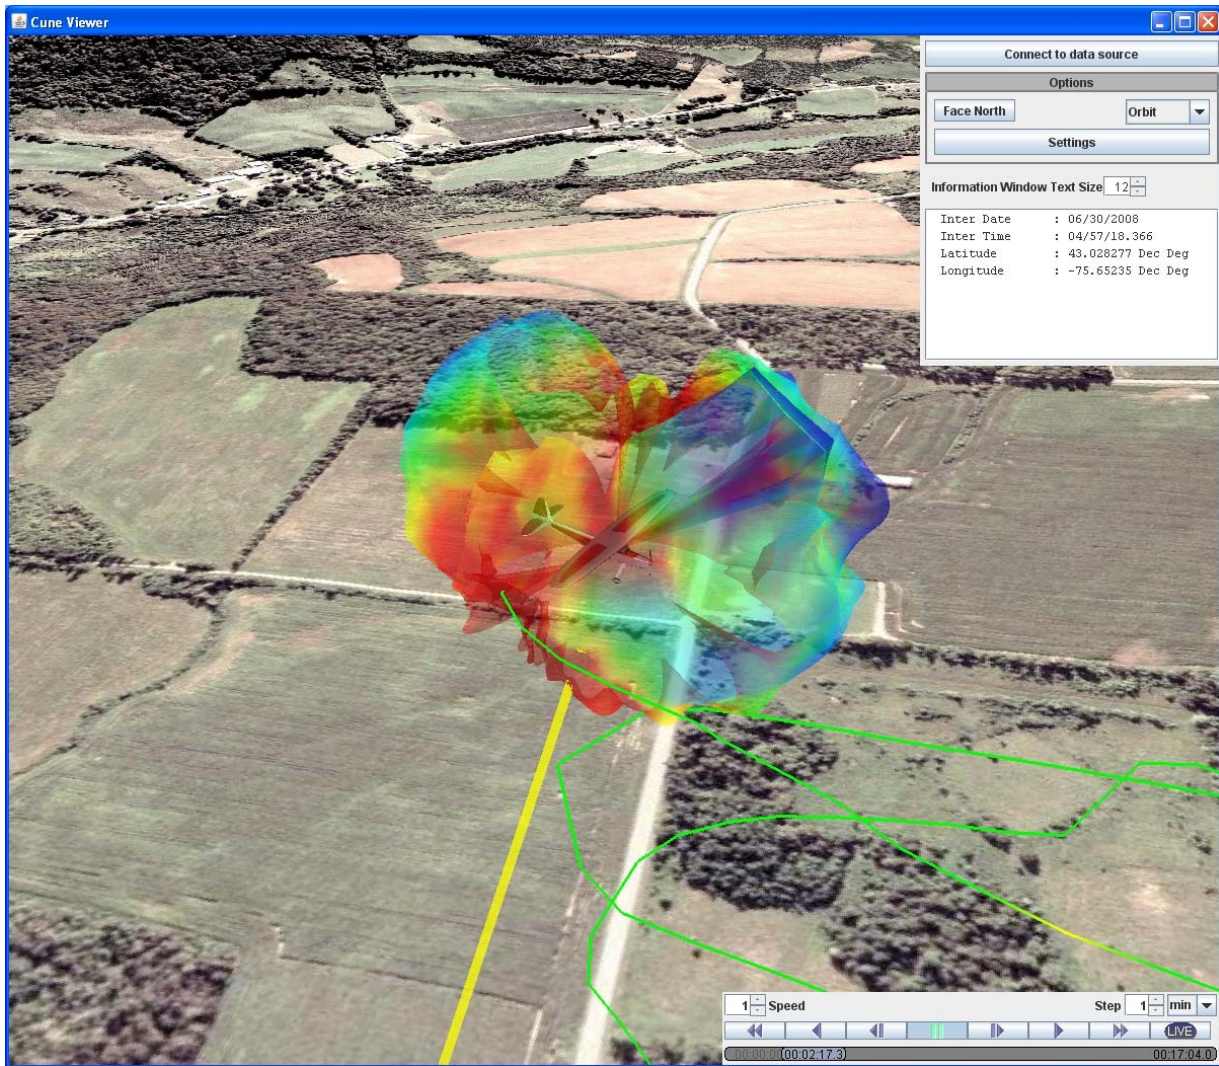 Cune Viewer
Connect to data source
Options
Face North Orbit
Settings
Information Window Text Size 12
Inter Date : 06/30/2008
Inter Time : 04/57/18.366
Latitude : 43.028277 Dec Deg
Longitude : -75.65235 Dec Deg
1 Speed Step 1 min
LIVE
(00:02:17.3) 00:17:04.0